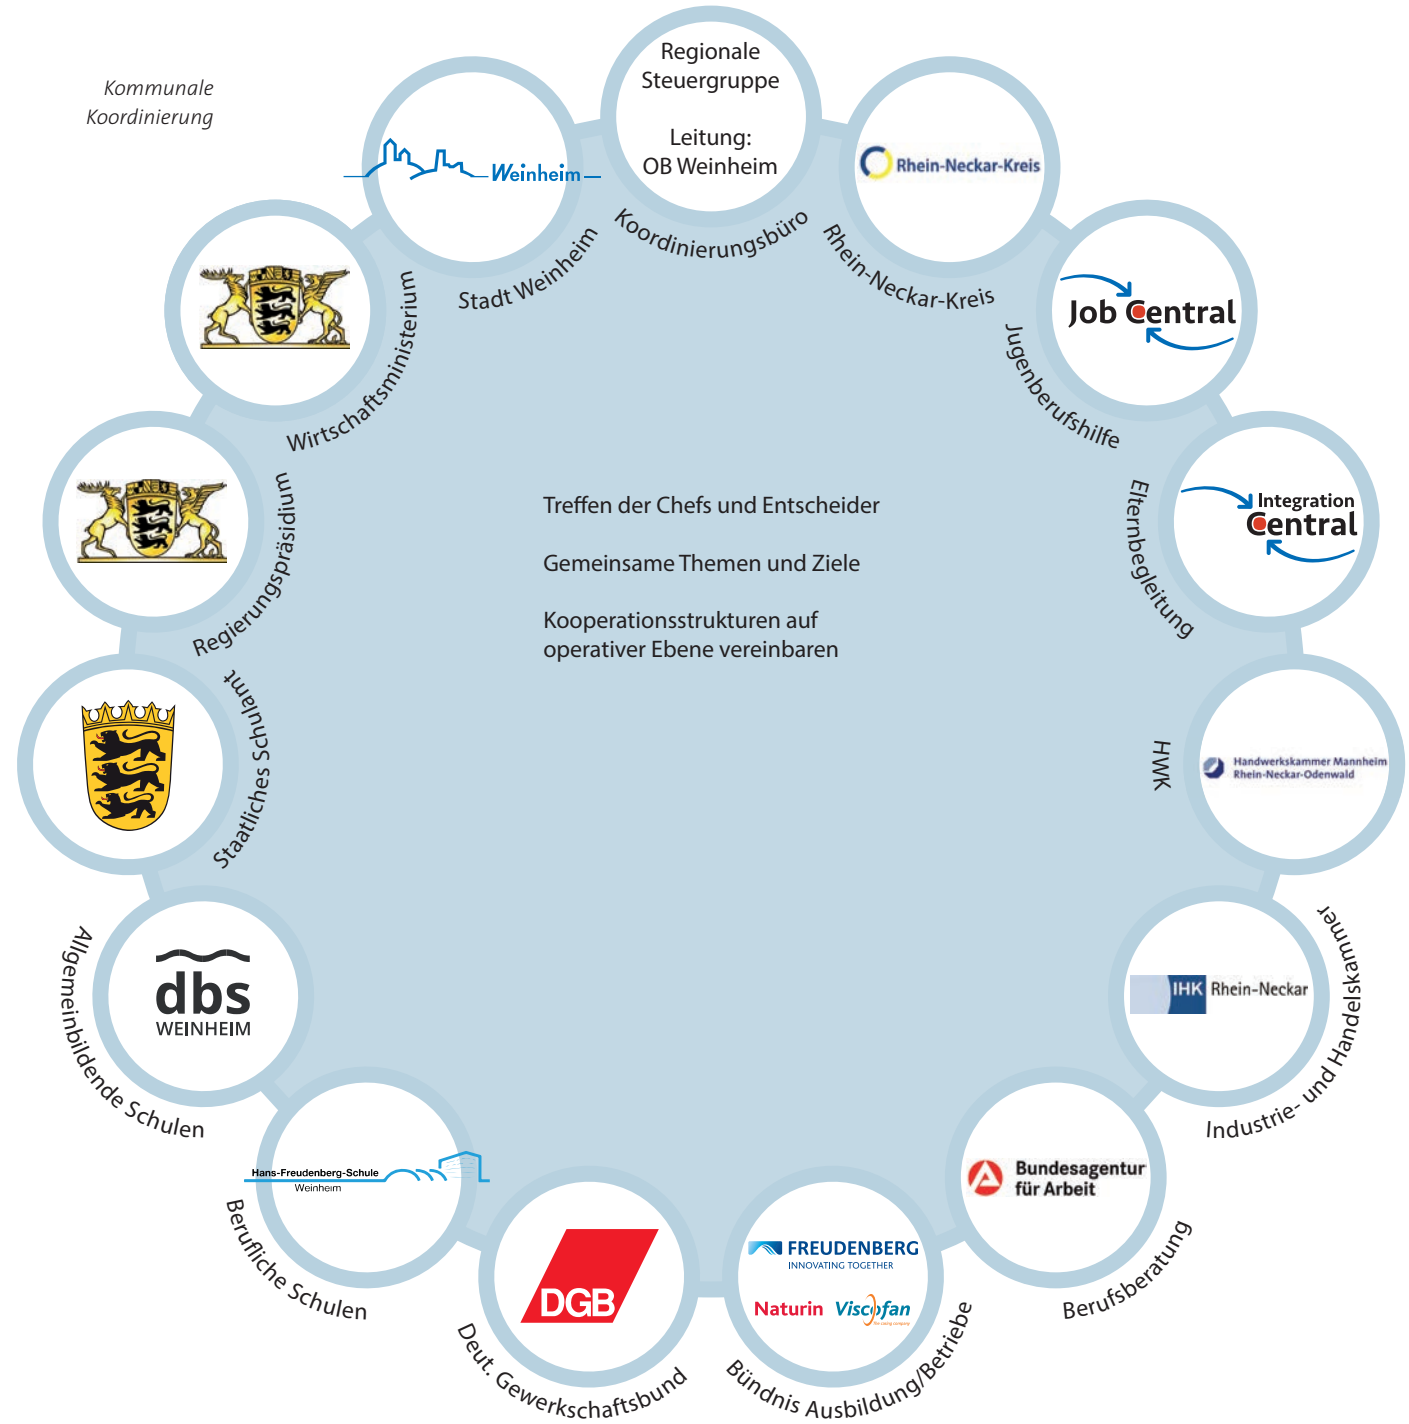 Kommunale
Koordinierung
Regionale
Steuergruppe
Leitung:
OB Weinheim
Koordinierungsbüro
Rhein-Neckar-Kreis
Rhein-Neckar-Kreis
Job Central
Jugenberufshilfe
Integration
Central
Elternbegleitung
Handwerkskammer Mannheim
Rhein-Neckar-Odenwald
HWK
IHK Rhein-Neckar
Industrie- und Handelskammer
Bundesagentur
für Arbeit
Berufsberatung
FREUDENBERG
INNOVATING TOGETHER
Naturin Viscofan
Bündnis Ausbildung/Betriebe
DGB
Deut. Gewerkschaftsbund
Hans-Freudenberg-Schule
Weinheim
Berufliche Schulen
dbs
WEINHEIM
Allgemeinbildende Schulen
Staatliches Schulamt
Regierungspräsidium
Wirtschaftsministerium
Weinheim
Stadt Weinheim
Treffen der Chefs und Entscheider
Gemeinsame Themen und Ziele
Kooperationsstrukturen auf
operativer Ebene vereinbaren